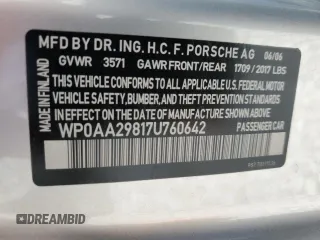 MFD BY DR. ING. H.C. F. PORSCHE AG 06/06
GVWR 3571 GAWR FRONT/REAR 1709/2017 LBS
MADE IN FINLAND
THIS VEHICLE CONFORMS TO ALL
APPLICABLE U.S. FEDERAL MOTOR
VEHICLE SAFETY, BUMPER, AND THEFT
PREVENTION STANDARDS IN EFFECT ON
THE DATE OF MANUFACTURE SHOWN ABOVE
WP0AA29817U760642 PASSENGER CAR
DREAMBID